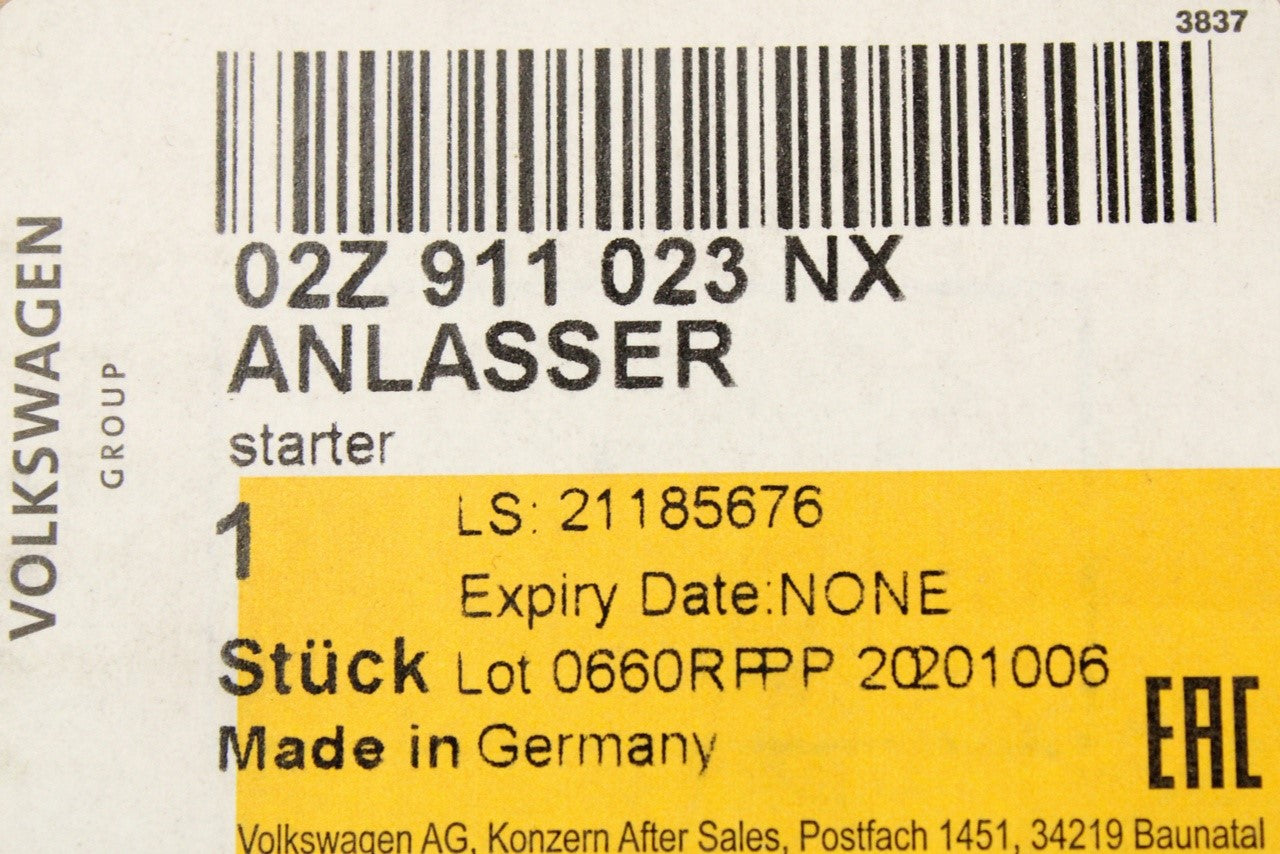 3837
VOLKSWAGEN
GROUP
02Z 911 023 NX
ANLASSER
starter
1
LS: 21185676
Expiry Date:NONE
Stück Lot 0660RPPPP 20201006
Made in Germany
EAC
Volkswagen AG, Konzern After Sales, Postfach 1451, 34219 Baunatal